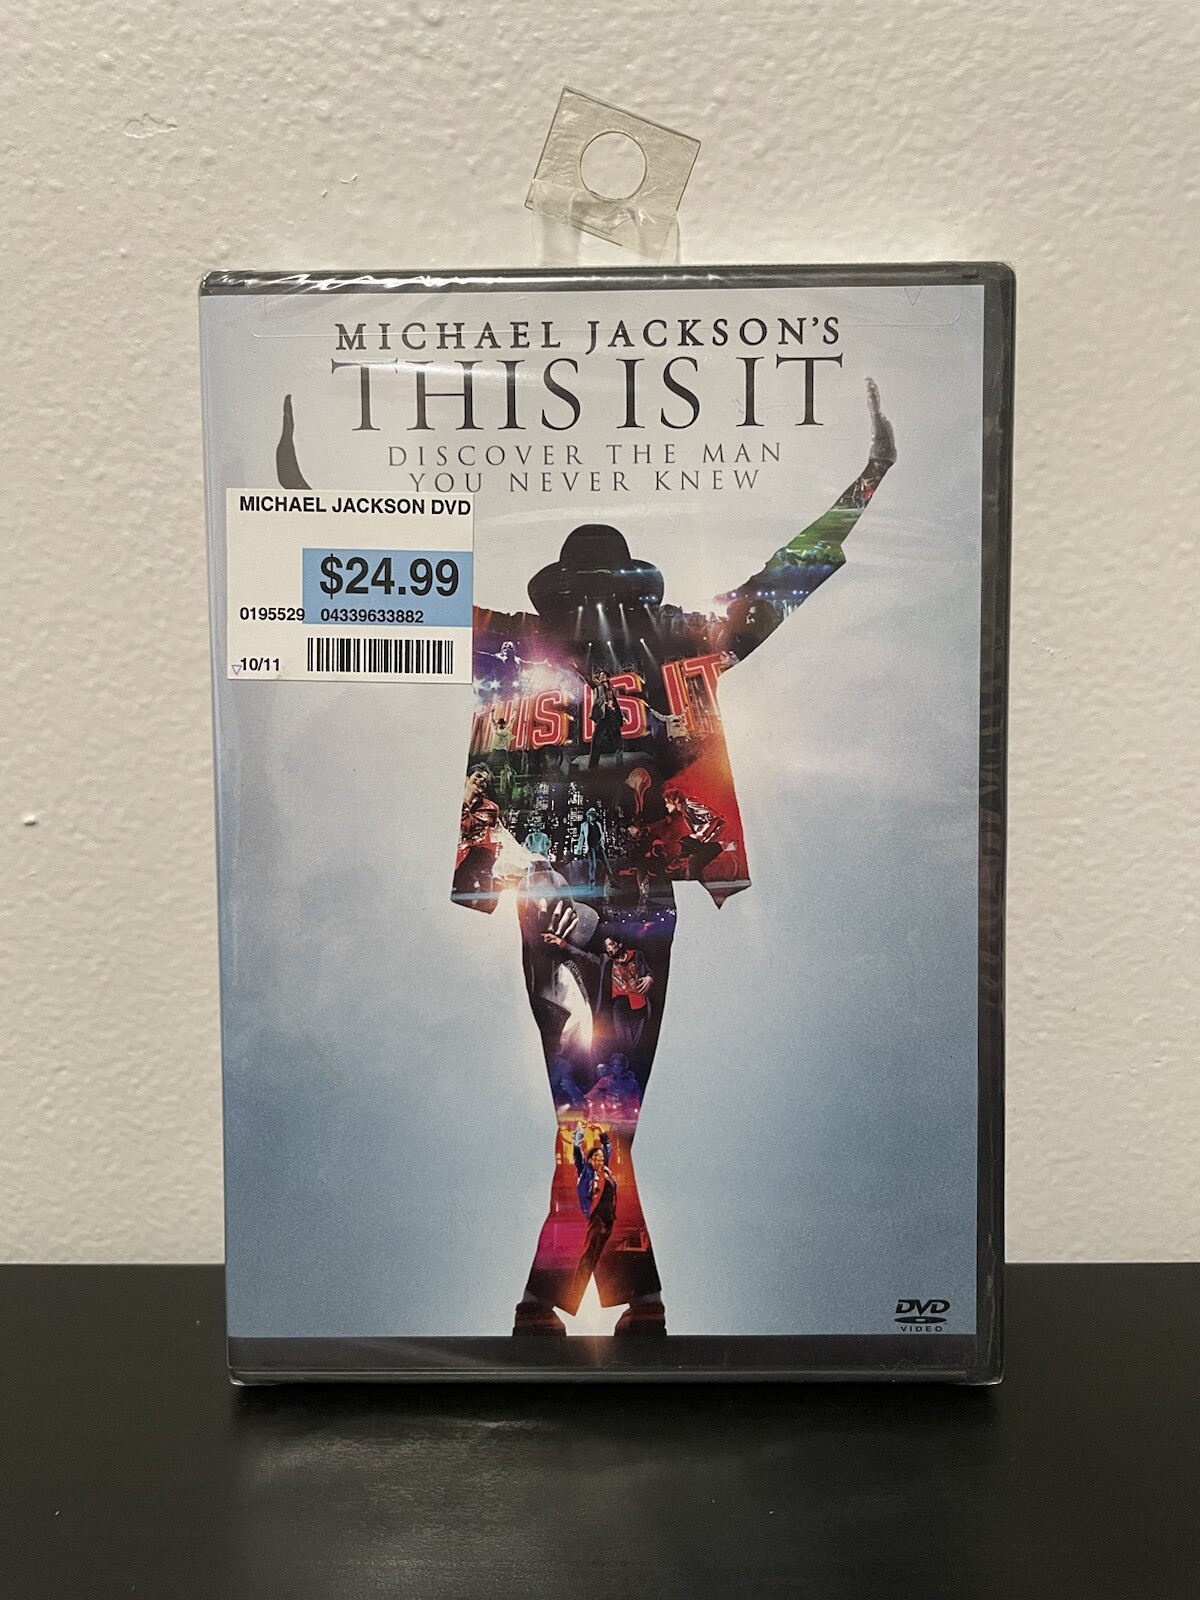 MICHAEL JACKSON'S
THIS IS IT
DISCOVER THE MAN
YOU NEVER KNEW
MICHAEL JACKSON DVD
$24.99
0195529 04339633882
10/11
THIS IS IT
DVD
VIDEO